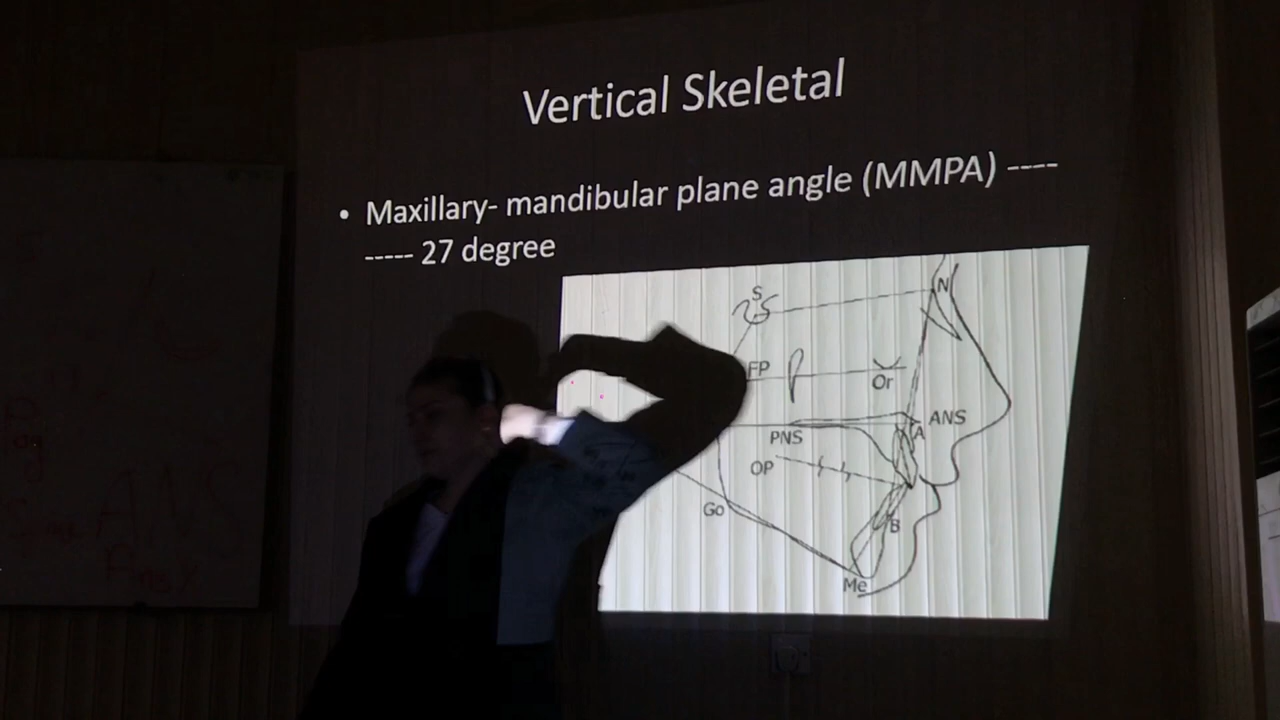 Vertical Skeletal
• Maxillary- mandibular plane angle (MMPA) ----
----- 27 degree
S
N
FP
Or
ANS
A
PNS
OP
Go
B
Me